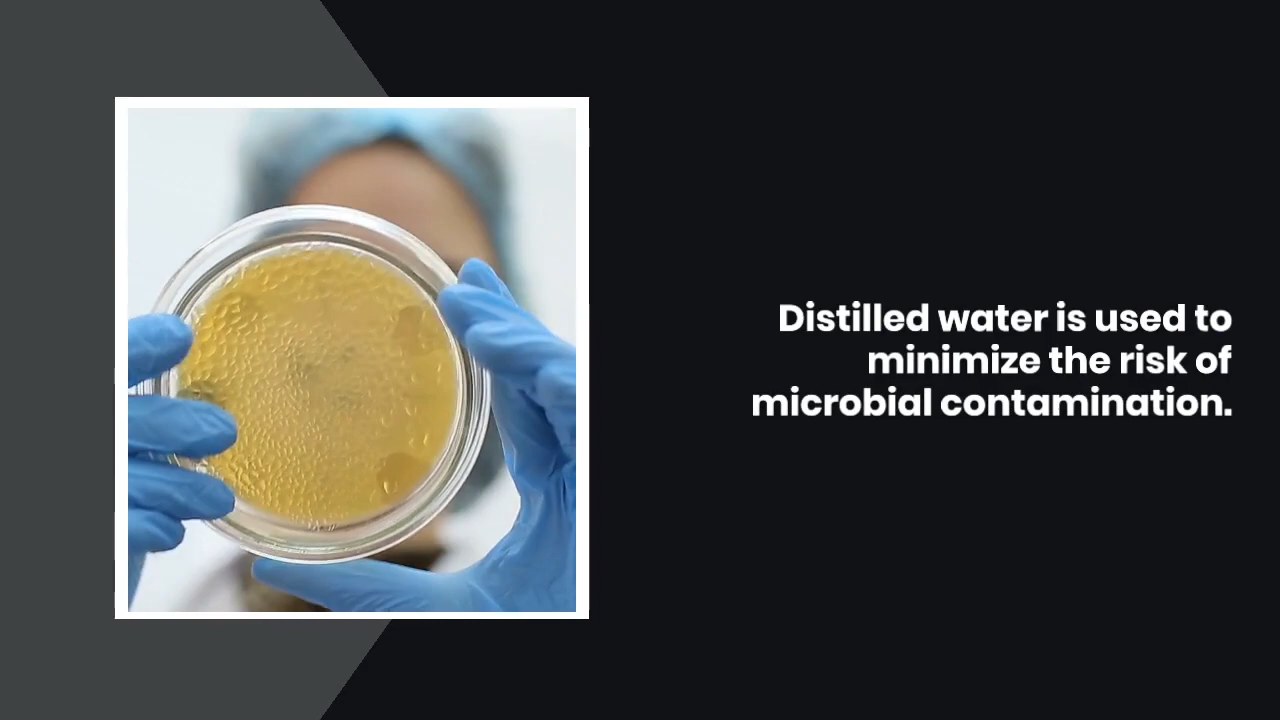 Distilled water is used to
minimize the risk of
microbial contamination.